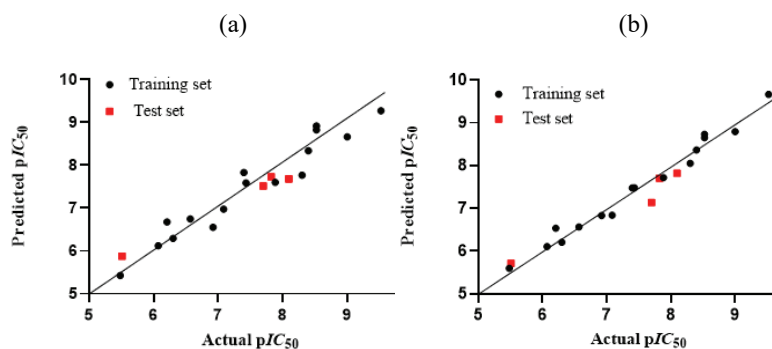 (a)
10
9
8
7
6
5
5 6 7 8 9
Predicted pIC50
Actual pIC50
Training set
Test set
(b)
10
9
8
7
6
5
5 6 7 8 9
Predicted pIC50
Actual pIC50
Training set
Test set